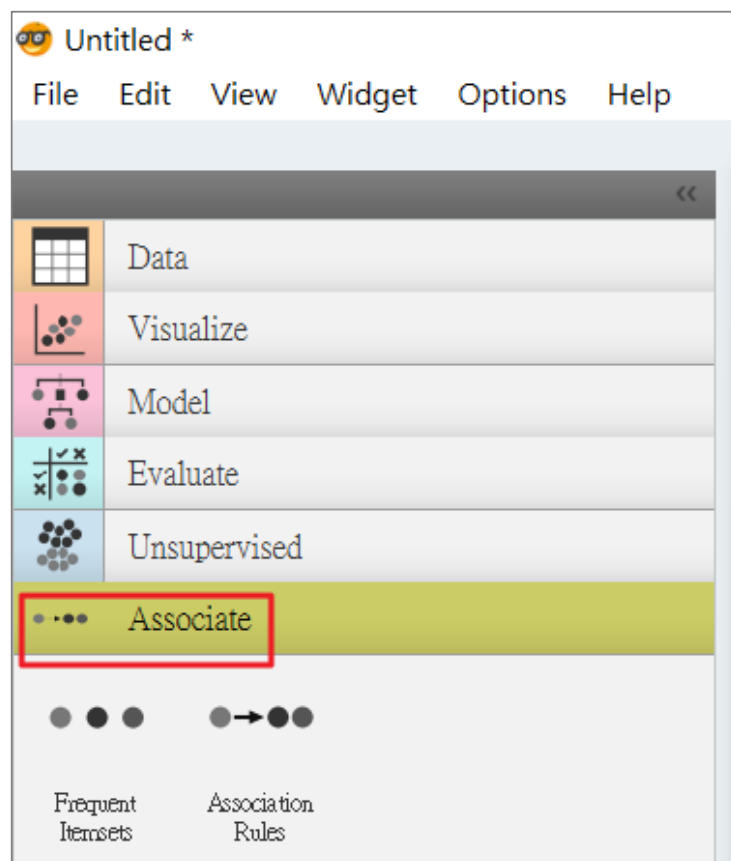 Untitled *
File Edit View Widget Options Help
Data
Visualize
Model
Evaluate
Unsupervised
Associate
Frequent
Itemsets
Association
Rules